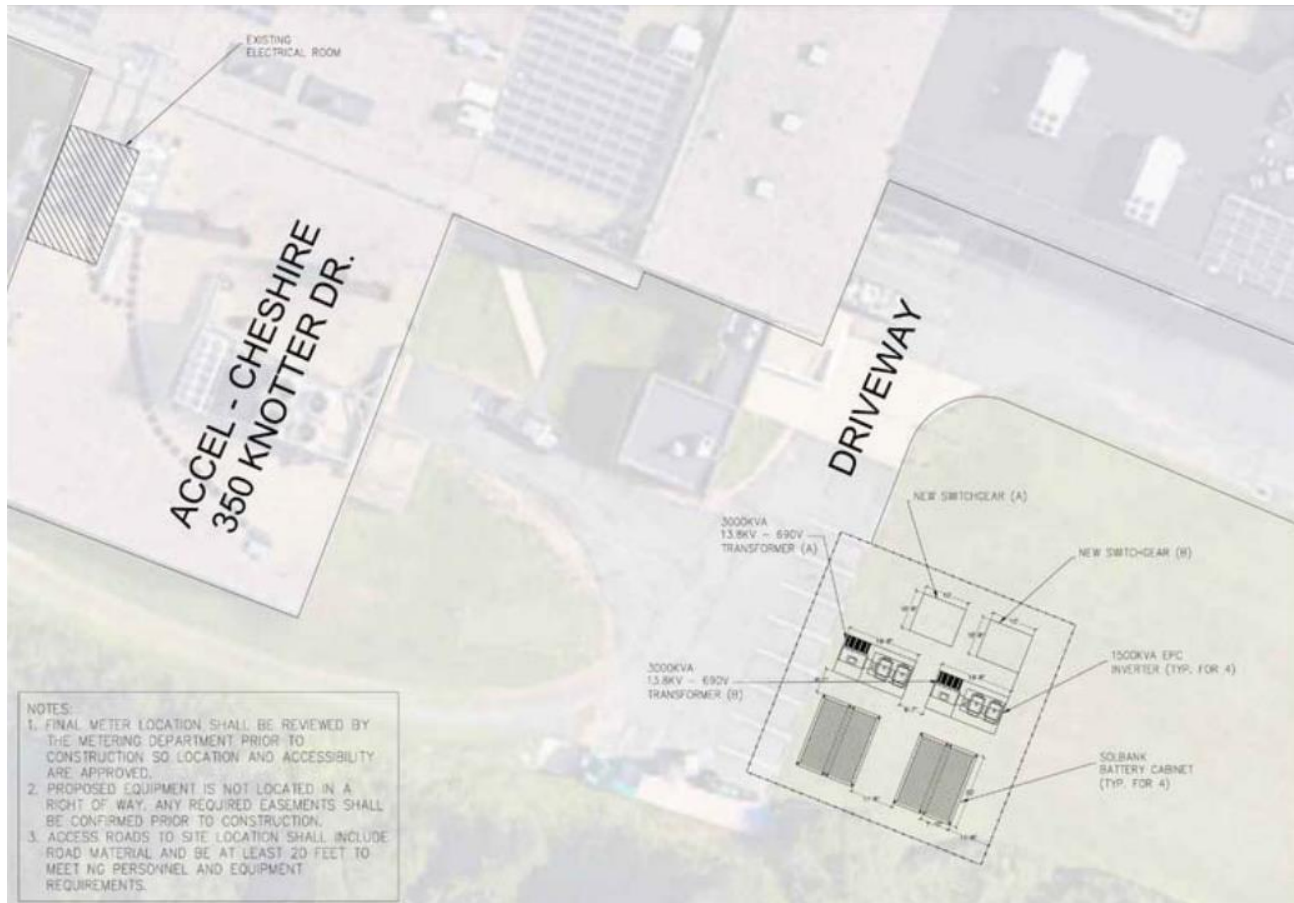 EXISTING
ELECTRICAL ROOM
ACCEL - CHESHIRE
350 KNOTTER DR.
DRIVEWAY
NEW SWITCHGEAR (A)
3000KVA
13.8KV - 690V
TRANSFORMER (A)
NEW SWITCHGEAR (B)
1500KVA EPC
INVERTER (TYP. FOR 4)
3000KVA
13.8KV - 690V
TRANSFORMER (B)
SOLBANK
BATTERY CABINET
(TYP. FOR 4)
NOTES:
1. FINAL METER LOCATION SHALL BE REVIEWED BY
THE METERING DEPARTMENT PRIOR TO
CONSTRUCTION SO LOCATION AND ACCESSIBILITY
ARE APPROVED.
2. PROPOSED EQUIPMENT IS NOT LOCATED IN A
RIGHT OF WAY. ANY REQUIRED EASEMENTS SHALL
BE CONFIRMED PRIOR TO CONSTRUCTION.
3. ACCESS ROADS TO SITE LOCATION SHALL INCLUDE
ROAD MATERIAL AND BE AT LEAST 20 FEET TO
MEET NG PERSONNEL AND EQUIPMENT
REQUIREMENTS.